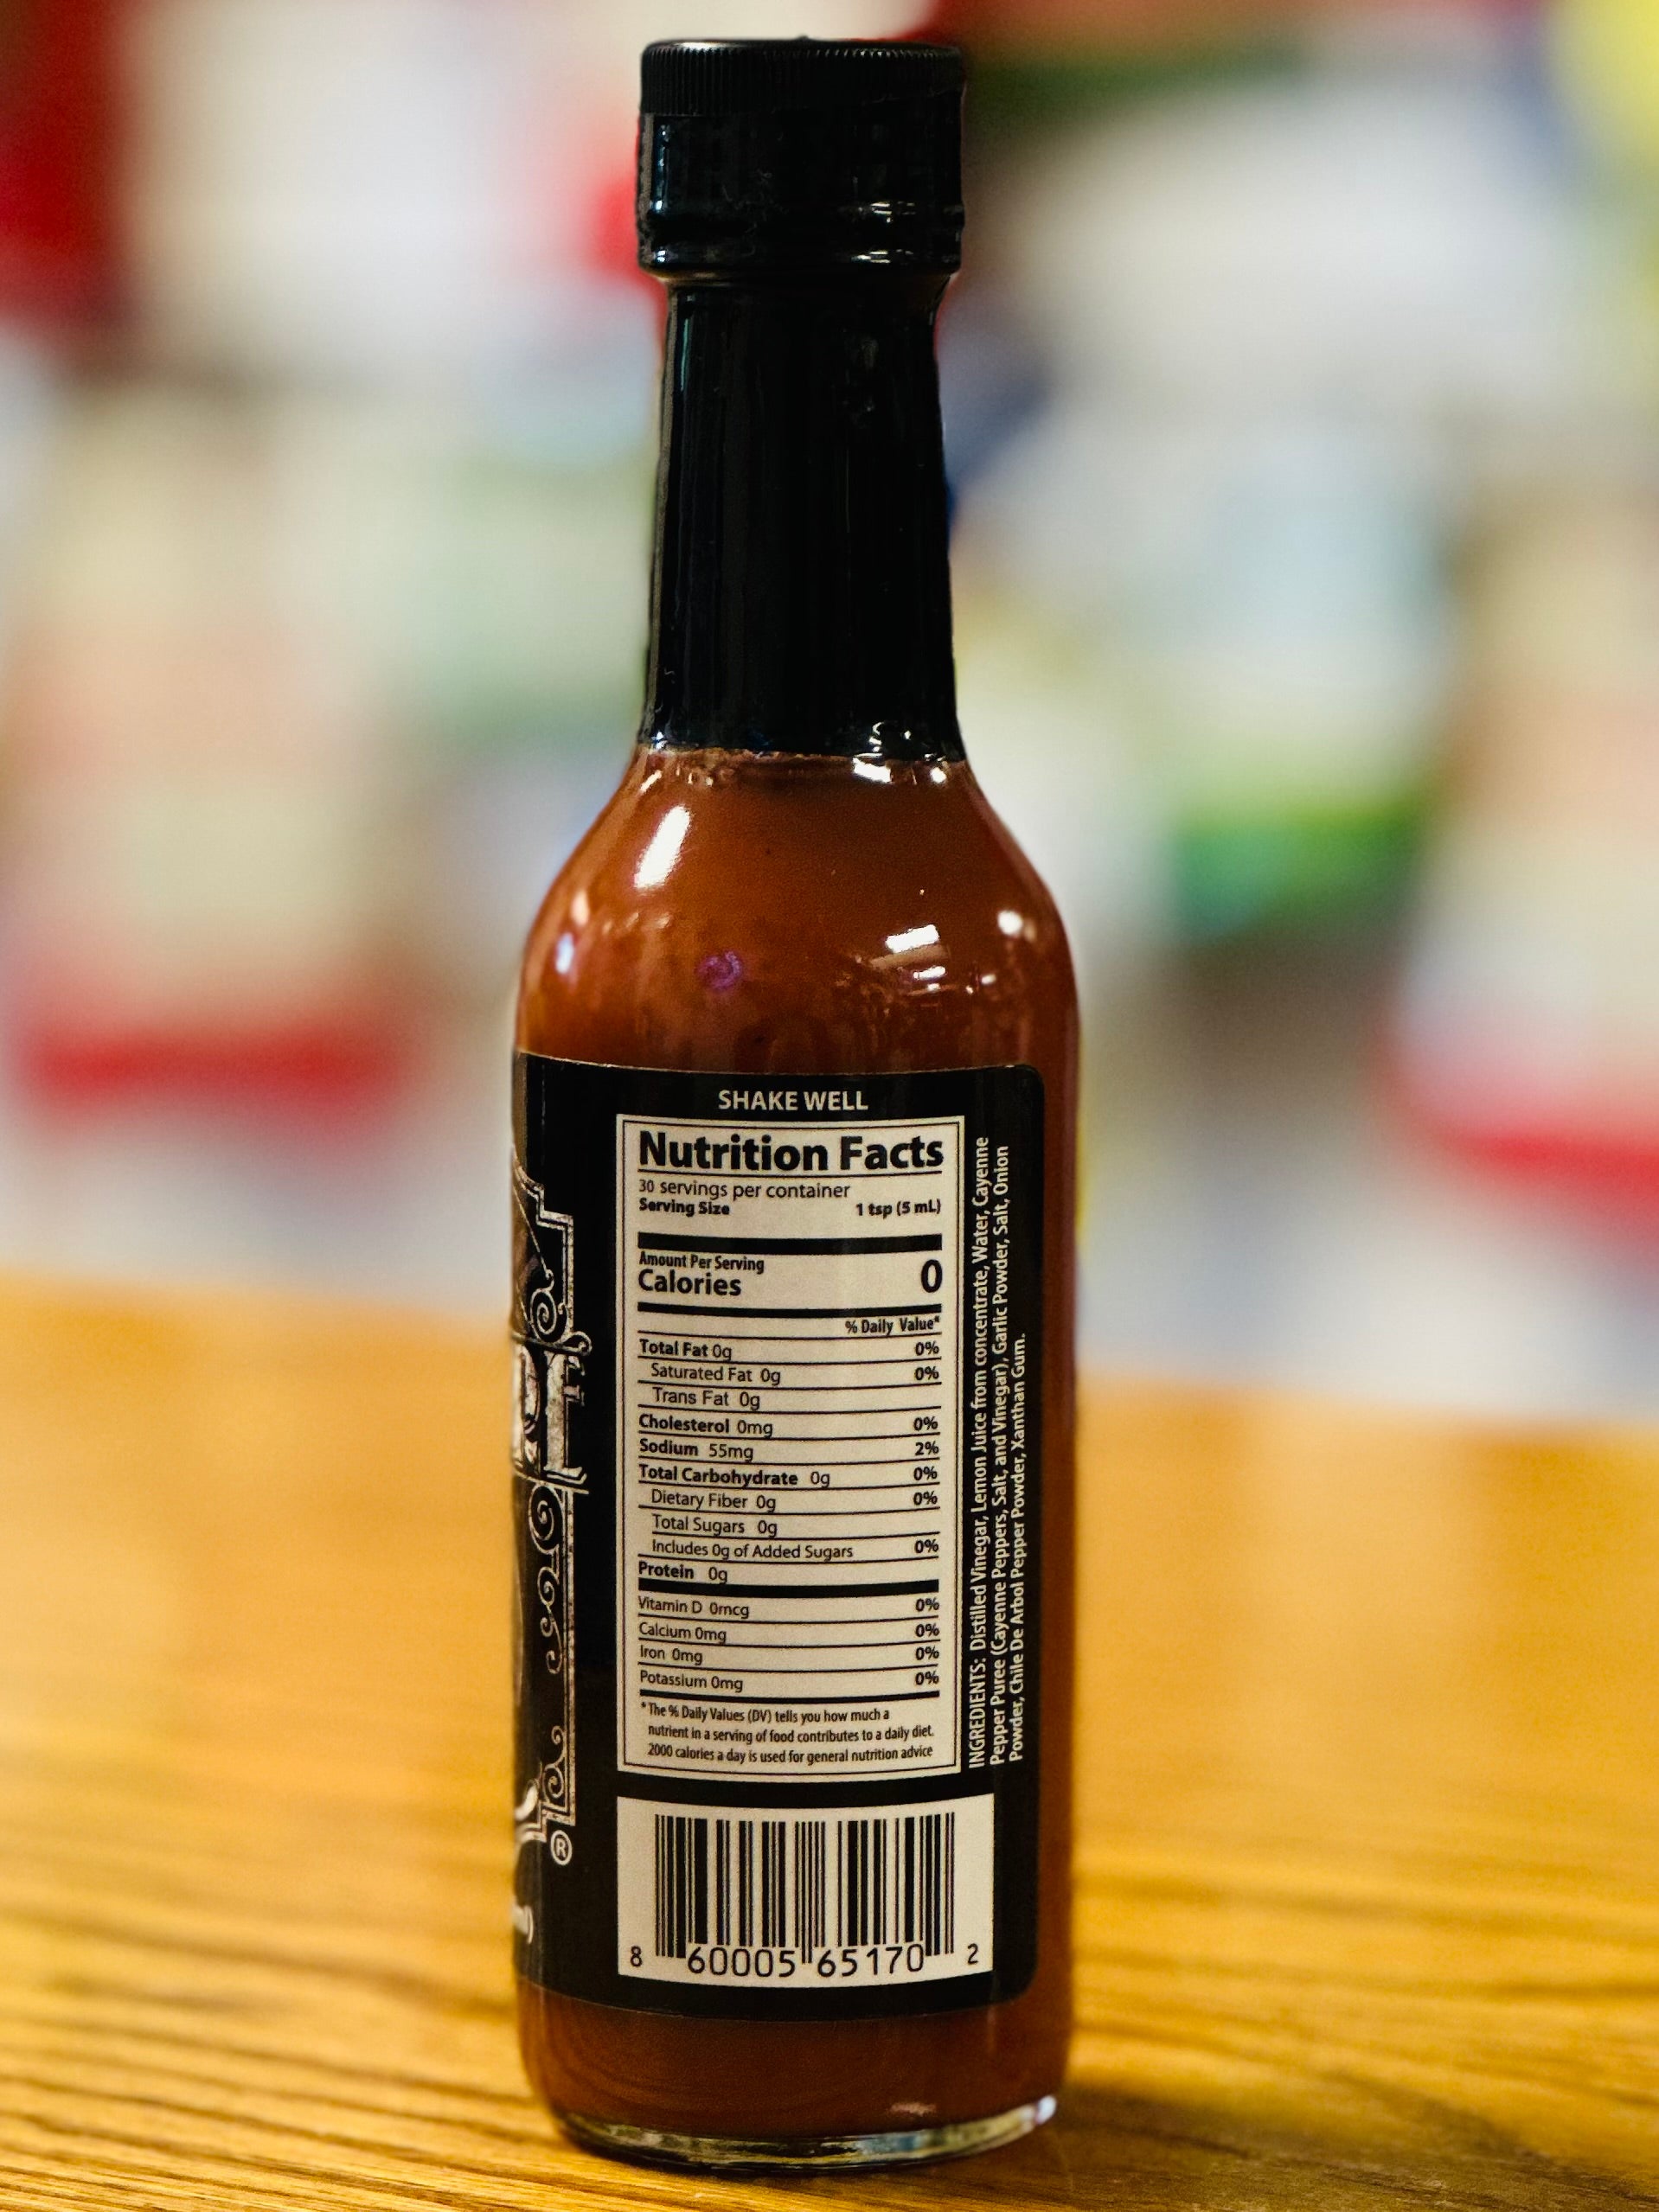 SHAKE WELL
Nutrition Facts
30 servings per container
Serving Size 1 tsp (5 mL)
Amount Per Serving
Calories 0
% Daily Value*
Total Fat 0g 0%
Saturated Fat 0g 0%
Trans Fat 0g
Cholesterol 0mg 0%
Sodium 55mg 2%
Total Carbohydrate 0g 0%
Dietary Fiber 0g 0%
Total Sugars 0g
Includes 0g of Added Sugars 0%
Protein 0g
Vitamin D 0mcg 0%
Calcium 0mg 0%
Iron 0mg 0%
Potassium 0mg 0%
* The % Daily Values (DV) tells you how much a
nutrient in a serving of food contributes to a daily diet.
2000 calories a day is used for general nutrition advice
INGREDIENTS: Distilled Vinegar, Lemon Juice from concentrate, Water, Cayenne
Pepper Puree (Cayenne Peppers, Salt, and Vinegar), Garlic Powder, Salt, Onion
Powder, Chile De Arbol Pepper Powder, Xanthan Gum.
®
8 60005 65170 2